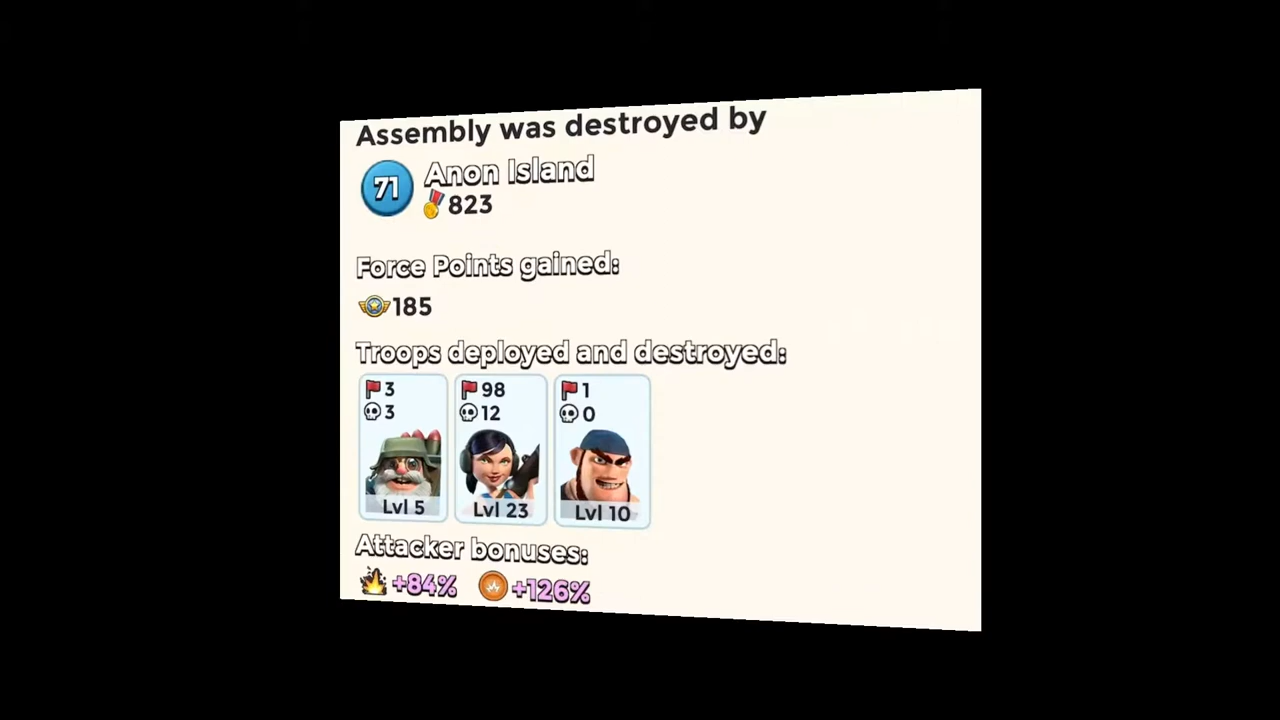 Assembly was destroyed by
71 Anon Island
823
Force Points gained:
185
Troops deployed and destroyed:
3 98 1
3 12 0
Lvl 5 Lvl 23 Lvl 10
Attacker bonuses:
+84% +126%